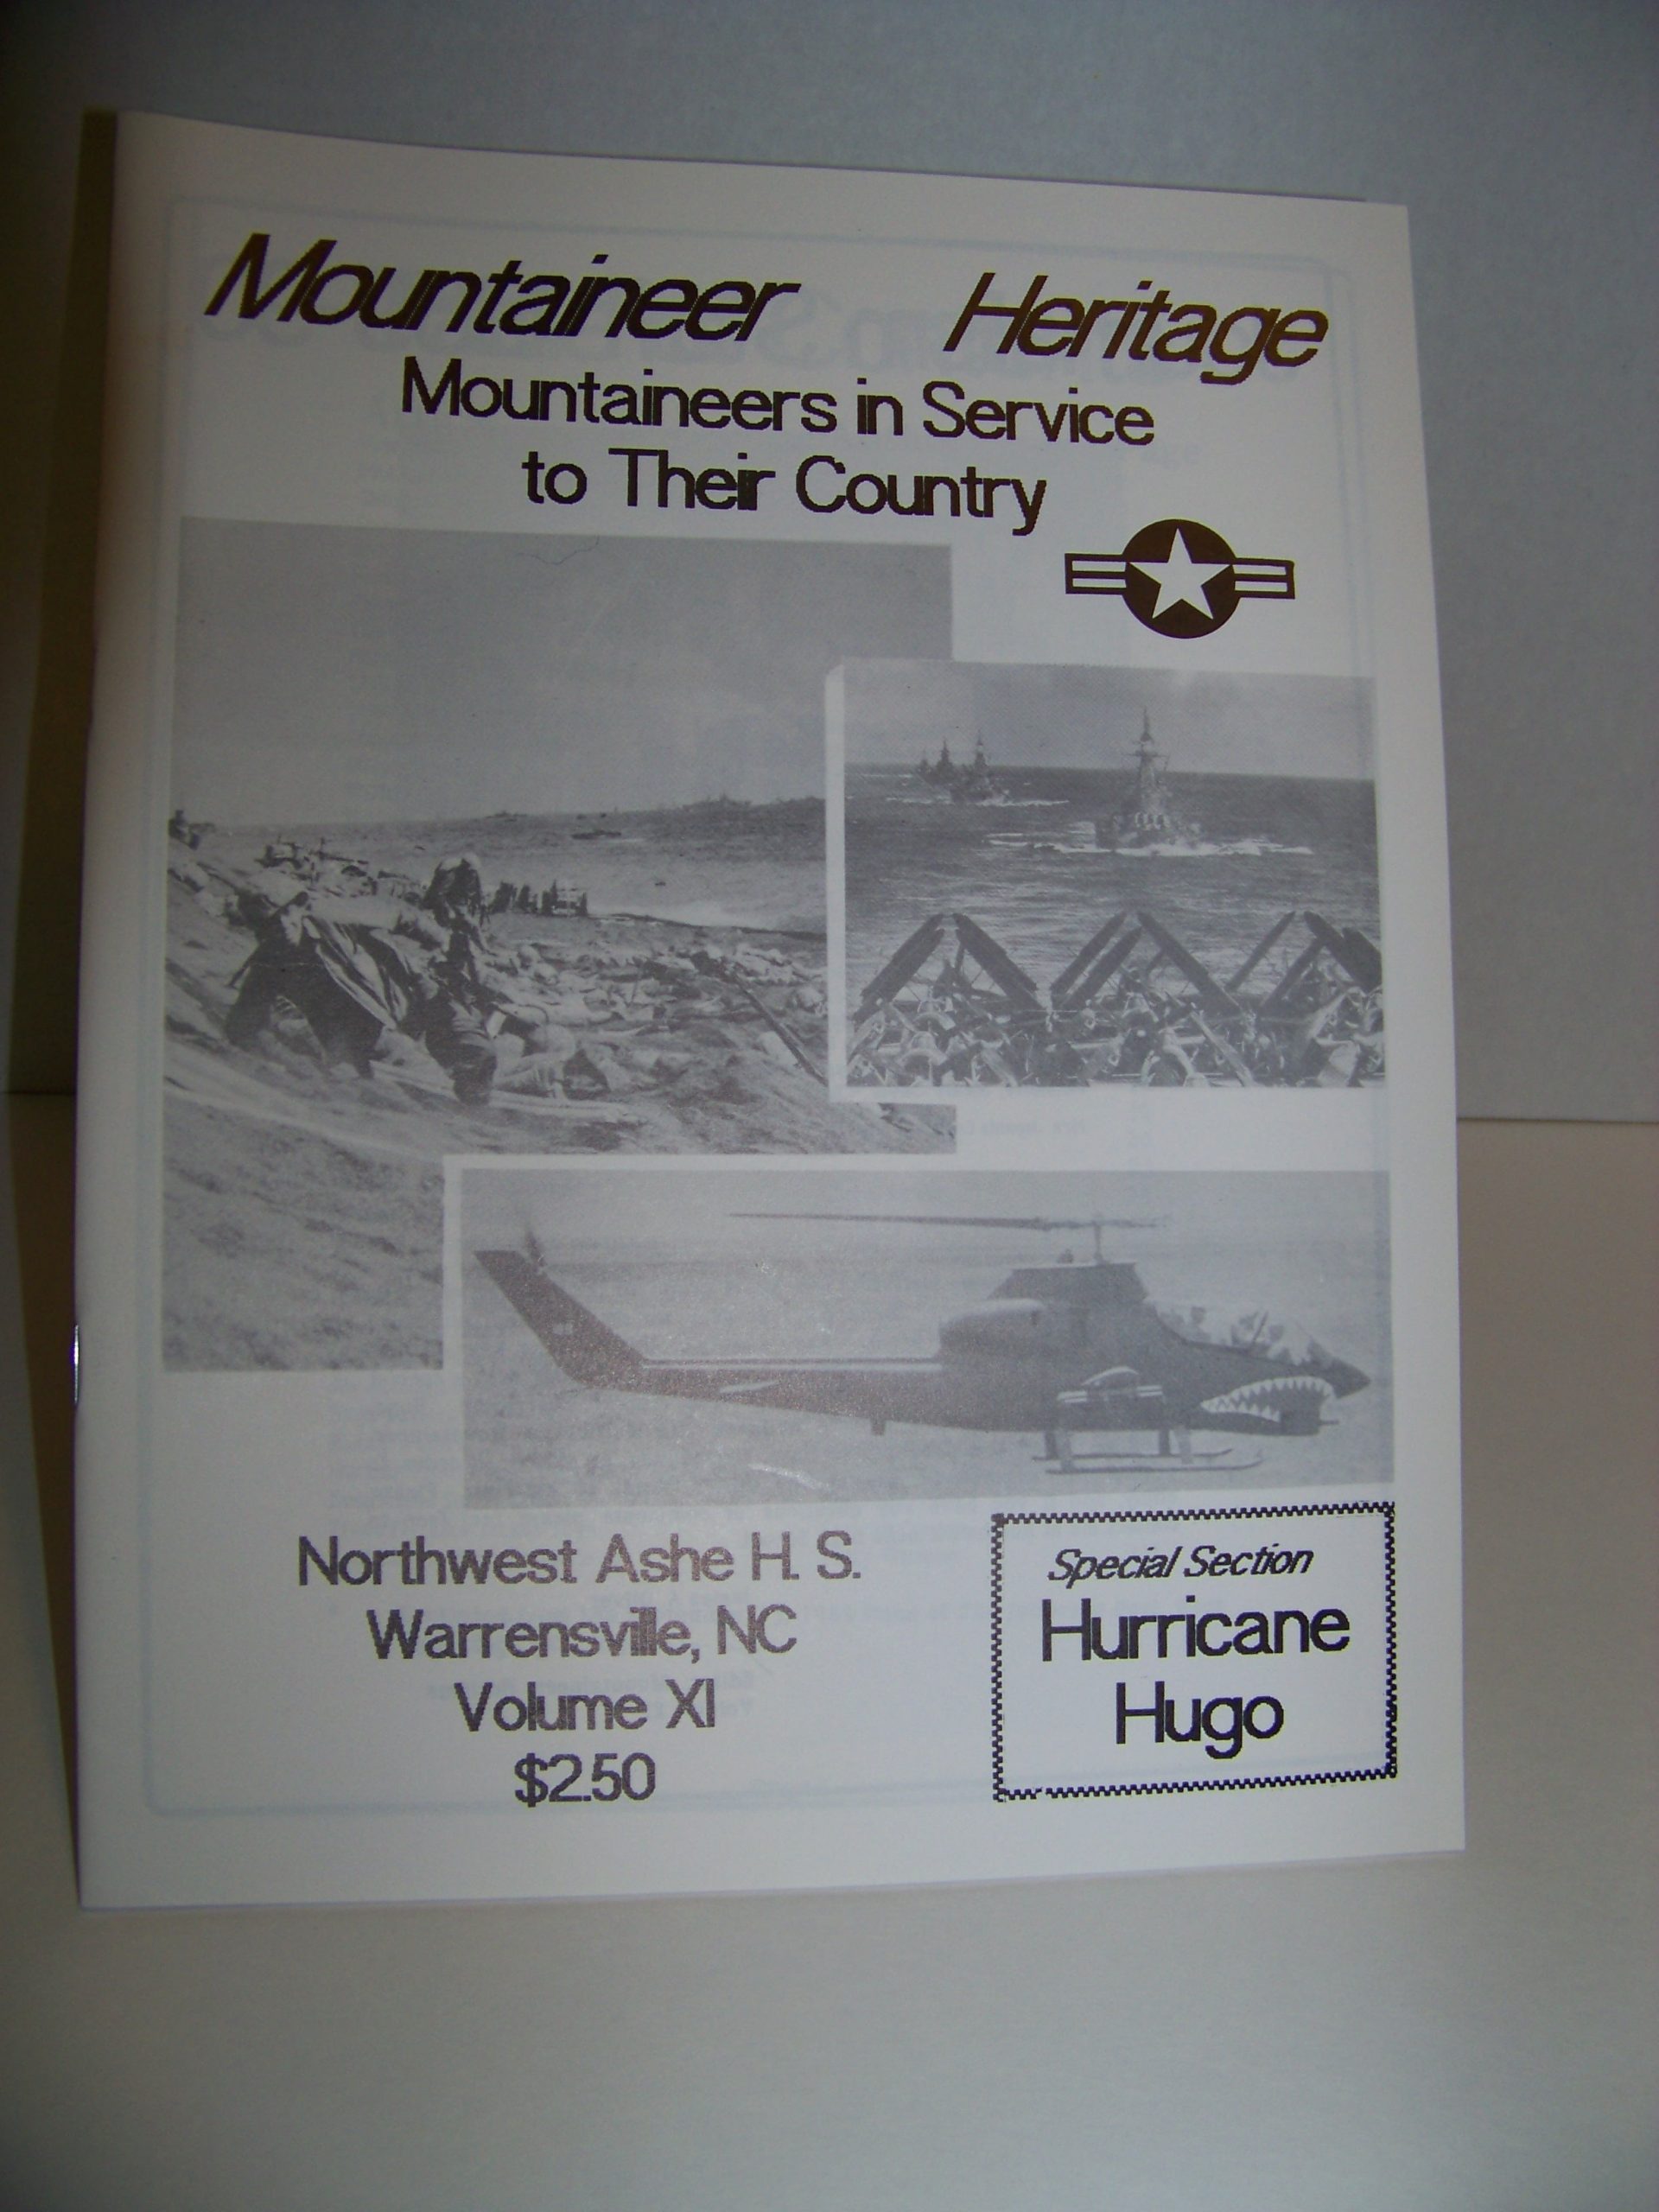 Mountaineer Heritage
Mountaineers in Service
to Their Country
Northwest Ashe H. S.
Warrensville, NC
Volume XI
$2.50
Special Section
Hurricane
Hugo